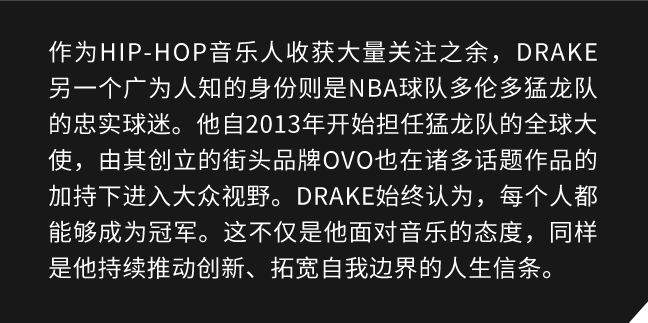 作为HIP-HOP音乐人收获大量关注之余，DRAKE
另一个广为人知的身份则是NBA球队多伦多猛龙队
的忠实球迷。他自2013年开始担任猛龙队的全球大
使，由其创立的街头品牌OVO也在诸多话题作品的
加持下进入大众视野。DRAKE始终认为，每个人都
能够成为冠军。这不仅是他面对音乐的态度，同样
是他持续推动创新、拓宽自我边界的人生信条。